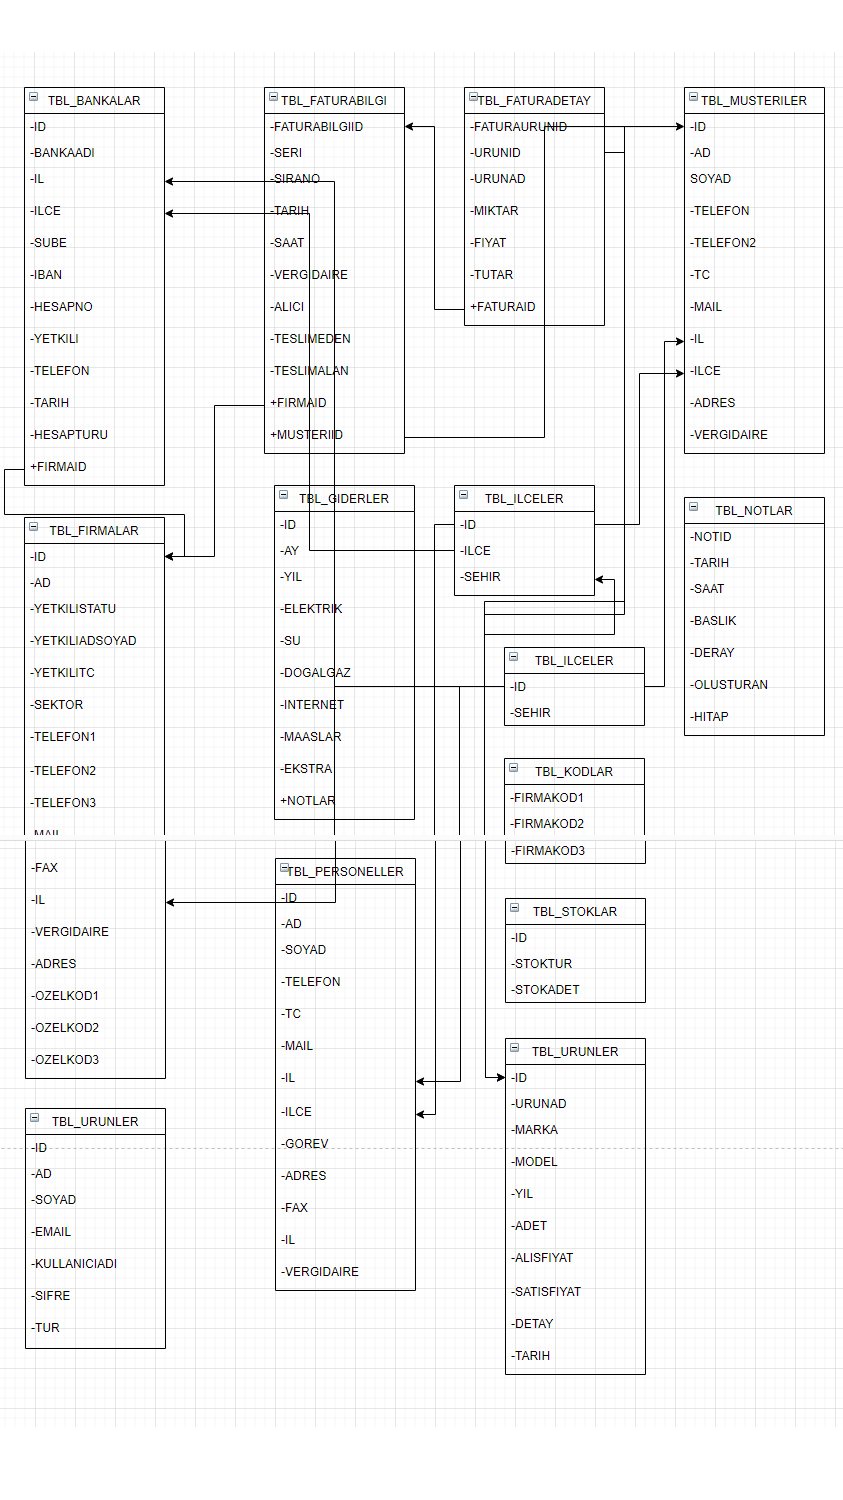 TBL_BANKALAR
-ID
-BANKAADI
-IL
-ILCE
-SUBE
-IBAN
-HESAPNO
-YETKILI
-TELEFON
-TARIH
-HESAPTURU
+FIRMAID
TBL_FATURABILGI
-FATURABILGIID
-SERI
-SIRANO
-TARIH
-SAAT
-VERGIDAIRE
-ALICI
-TESLIMEDEN
-TESLIMALAN
+FIRMAID
+MUSTERIID
TBL_FATURADETAY
-FATURAURUNID
-URUNID
-URUNAD
-MIKTAR
-FIYAT
-TUTAR
+FATURAID
TBL_MUSTERILER
-ID
-AD
SOYAD
-TELEFON
-TELEFON2
-TC
-MAIL
-IL
-ILCE
-ADRES
-VERGIDAIRE
TBL_FIRMALAR
-ID
-AD
-YETKILISTATU
-YETKILIADSOYAD
-YETKILITC
-SEKTOR
-TELEFON1
-TELEFON2
-TELEFON3
-MAIL
-FAX
-IL
-VERGIDAIRE
-ADRES
-OZELKOD1
-OZELKOD2
-OZELKOD3
TBL_GIDERLER
-ID
-AY
-YIL
-ELEKTRIK
-SU
-DOGALGAZ
-INTERNET
-MAASLAR
-EKSTRA
+NOTLAR
TBL_ILCELER
-ID
-ILCE
-SEHIR
TBL_NOTLAR
-NOTID
-TARIH
-SAAT
-BASLIK
-DERAY
-OLUSTURAN
-HITAP
TBL_ILCELER
-ID
-SEHIR
TBL_KODLAR
-FIRMAKOD1
-FIRMAKOD2
-FIRMAKOD3
TBL_PERSONELLER
-ID
-AD
-SOYAD
-TELEFON
-TC
-MAIL
-IL
-ILCE
-GOREV
-ADRES
-FAX
-IL
-VERGIDAIRE
TBL_STOKLAR
-ID
-STOKTUR
-STOKADET
TBL_URUNLER
-ID
-URUNAD
-MARKA
-MODEL
-YIL
-ADET
-ALISFIYAT
-SATISFIYAT
-DETAY
-TARIH
TBL_URUNLER
-ID
-AD
-SOYAD
-EMAIL
-KULLANICIADI
-SIFRE
-TUR